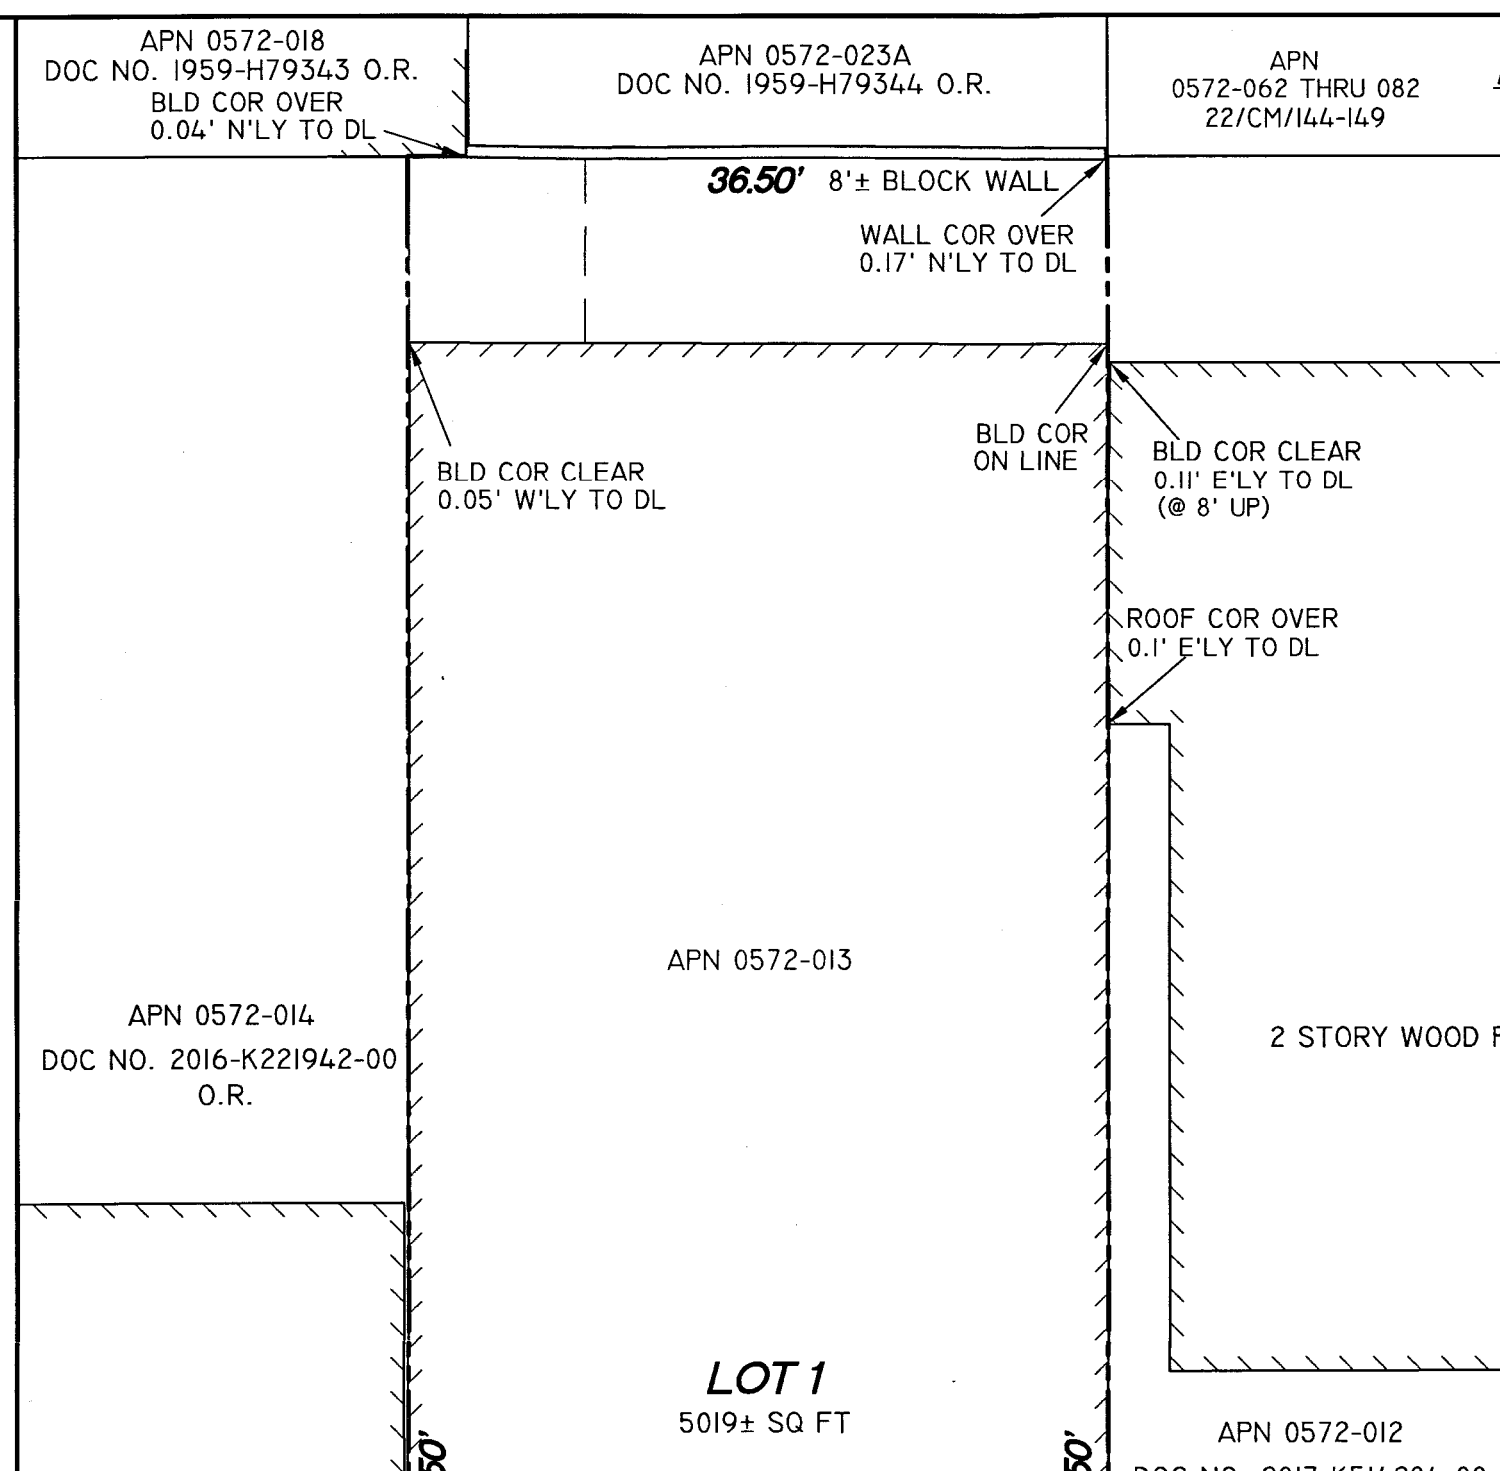 APN 0572-018
DOC NO. 1959-H79343 O.R.
BLD COR OVER
0.04' N'LY TO DL
APN 0572-023A
DOC NO. 1959-H79344 O.R.
APN
0572-062 THRU 082
22/CM/144-149
36.50' 8'± BLOCK WALL
WALL COR OVER
0.17' N'LY TO DL
BLD COR CLEAR
0.05' W'LY TO DL
BLD COR
ON LINE
BLD COR CLEAR
0.11' E'LY TO DL
(@ 8' UP)
ROOF COR OVER
0.1' E'LY TO DL
APN 0572-013
APN 0572-014
DOC NO. 2016-K221942-00
O.R.
2 STORY WOOD
LOT 1
5019± SQ FT
50'
50'
APN 0572-012
DOC NO.